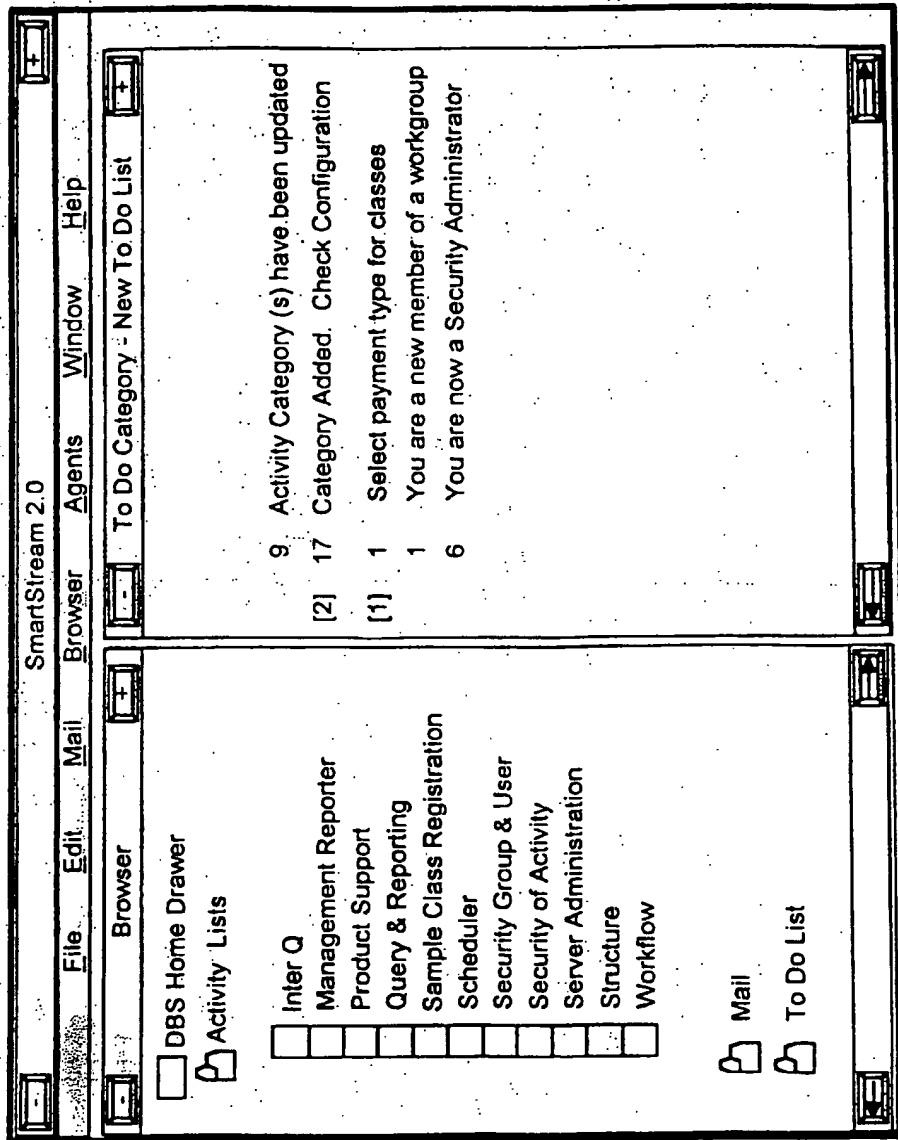 SmartStream 2.0
File Edit Mail Browser Agents Window Help
Browser
DBS Home Drawer
Activity Lists
Inter Q
Management Reporter
Product Support
Query & Reporting
Sample Class Registration
Scheduler
Security Group & User
Security of Activity
Server Administration
Structure
Workflow
Mail
To Do List
To Do Category - New To Do List
9 Activity Category (s) have been updated
[2] 17 Category Added. Check Configuration
[1] 1 Select payment type for classes
1 You are a new member of a workgroup
6 You are now a Security Administrator